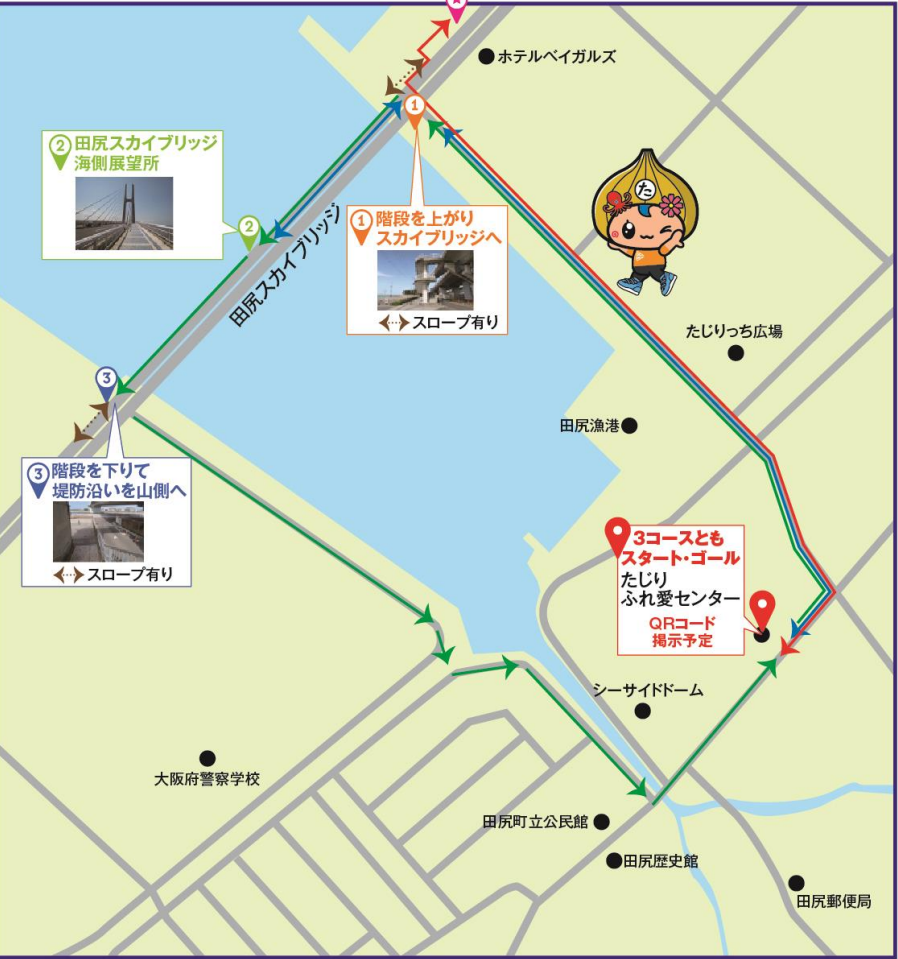 ホテルベイガルズ
②田尻スカイブリッジ
海側展望所
2
1
①階段を上がり
スカイブリッジへ
スロープ有り
田尻スカイブリッジ
た
たじりっち広場
田尻漁港
3
③階段を下りて
堤防沿いを山側へ
スロープ有り
3コースとも
スタート・ゴール
たじり
ふれ愛センター
QRコード
掲示予定
シーサイドドーム
大阪府警察学校
田尻町立公民館
田尻歴史館
田尻郵便局